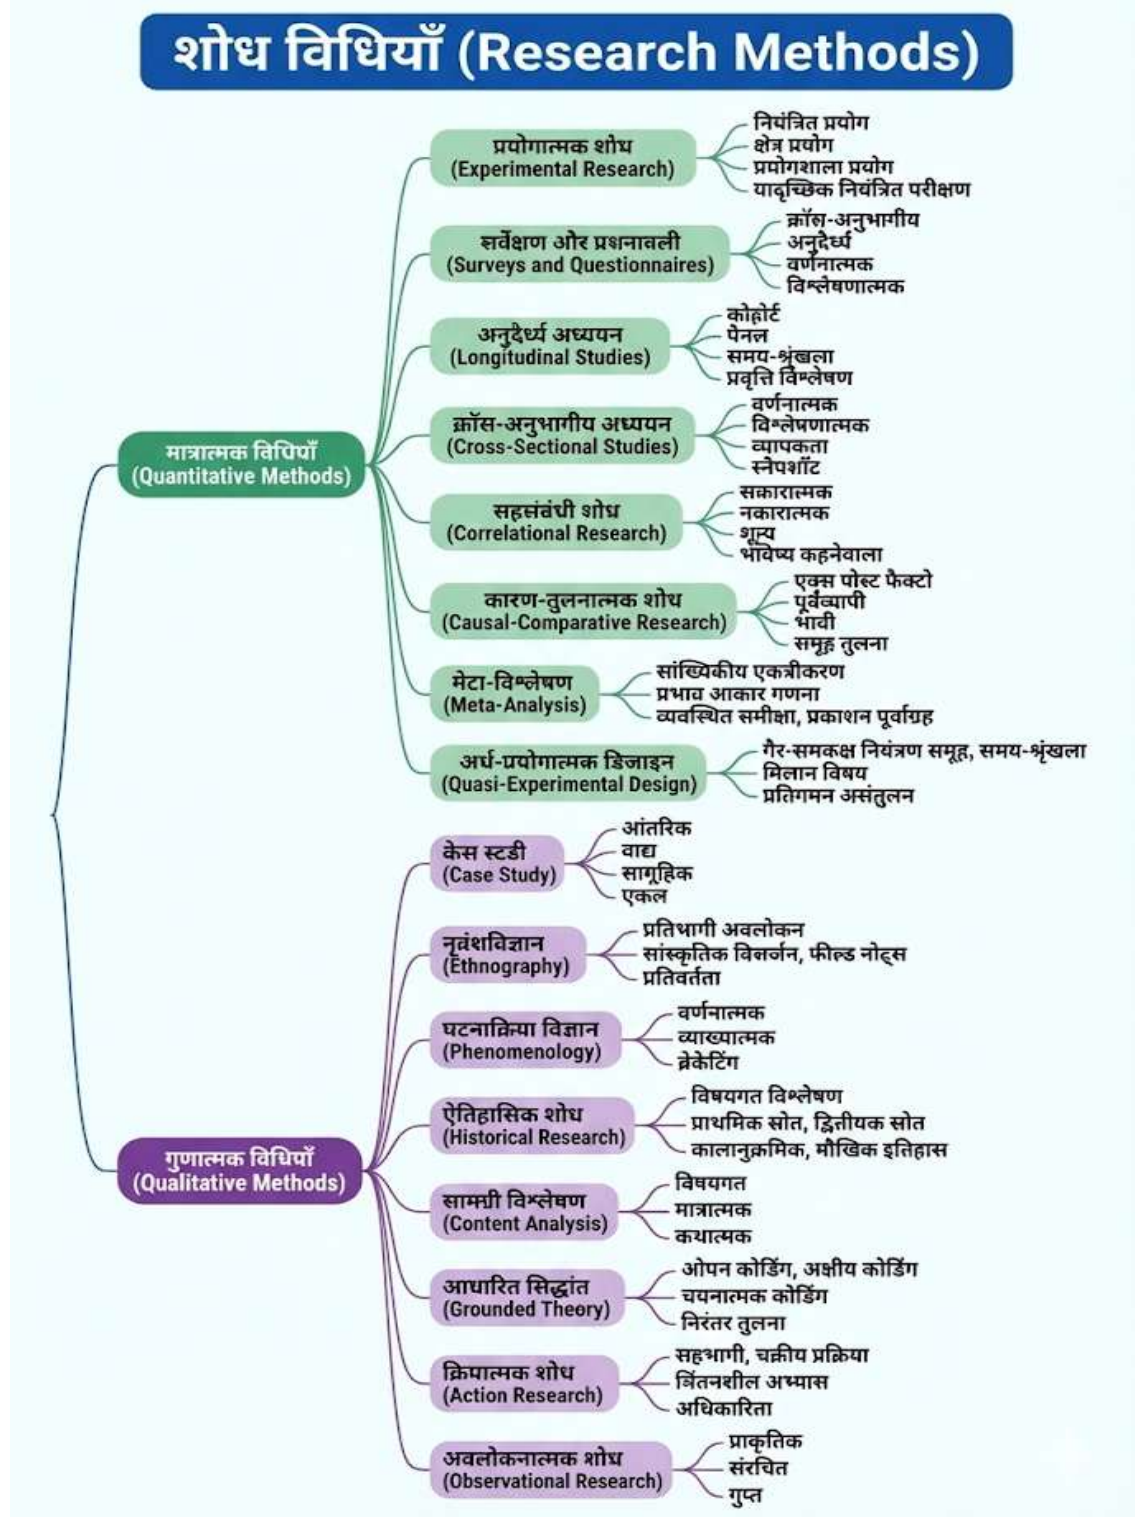 शोध विधियाँ (Research Methods)
मात्रात्मक विधियाँ
(Quantitative Methods)
प्रयोगात्मक शोध
(Experimental Research)
नियंत्रित प्रयोग
क्षेत्र प्रयोग
प्रयोगशाला प्रयोग
यादृच्छिक नियंत्रित परीक्षण
सर्वेक्षण और प्रशनावली
(Surveys and Questionnaires)
क्रॉस-अनुभागीय
अनुदैर्ध्य
वर्णनात्मक
विश्लेषणात्मक
अनुदैर्ध्य अध्ययन
(Longitudinal Studies)
कोहोर्ट
पैनल
समय-श्रृंखला
प्रवृत्ति विश्लेषण
क्रॉस-अनुभागीय अध्ययन
(Cross-Sectional Studies)
वर्णनात्मक
विश्लेषणात्मक
व्यापकता
स्नैपशॉट
सहसंबंधी शोध
(Correlational Research)
सकारात्मक
नकारात्मक
शून्य
भविष्य कहनेवाला
कारण-तुलनात्मक शोध
(Causal-Comparative Research)
एक्स पोस्ट फैक्टो
पूर्वव्यापी
भावी
समूह तुलना
मेटा-विश्लेषण
(Meta-Analysis)
सांख्यिकीय एकत्रीकरण
प्रभाव आकार गणना
व्यवस्थित समीक्षा, प्रकाशन पूर्वाग्रह
अर्ध-प्रयोगात्मक डिजाइन
(Quasi-Experimental Design)
गैर-समकक्ष नियंत्रण समूह, समय-श्रृंखला
मिलान विषय
प्रतिगमन असंतुलन
गुणात्मक विधियाँ
(Qualitative Methods)
केस स्टडी
(Case Study)
आंतरिक
वाद्य
सागूहिक
एकल
नृवंशविज्ञान
(Ethnography)
प्रतिभागी अवलोकन
सांस्कृतिक विसर्जन, फील्ड नोट्स
प्रतिवर्तता
घटनाक्रिया विज्ञान
(Phenomenology)
वर्णनात्मक
व्याख्यात्मक
ब्रेकेटिंग
ऐतिहासिक शोध
(Historical Research)
विषयगत विश्लेषण
प्राथमिक स्रोत, द्वितीयक स्रोत
कालानुक्रमिक, मौखिक इतिहास
सामग्री विश्लेषण
(Content Analysis)
विषयगत
मात्रात्मक
कथात्मक
आधारित सिद्धांत
(Grounded Theory)
ओपन कोडिंग, अक्षीय कोडिंग
चयनात्मक कोडिंग
निरंतर तुलना
क्रियात्मक शोध
(Action Research)
सहभागी, चक्रीय प्रक्रिया
अभ्यास
अधिकारिता
अवलोकनात्मक शोध
(Observational Research)
प्राकृतिक
संरचित
गुप्त